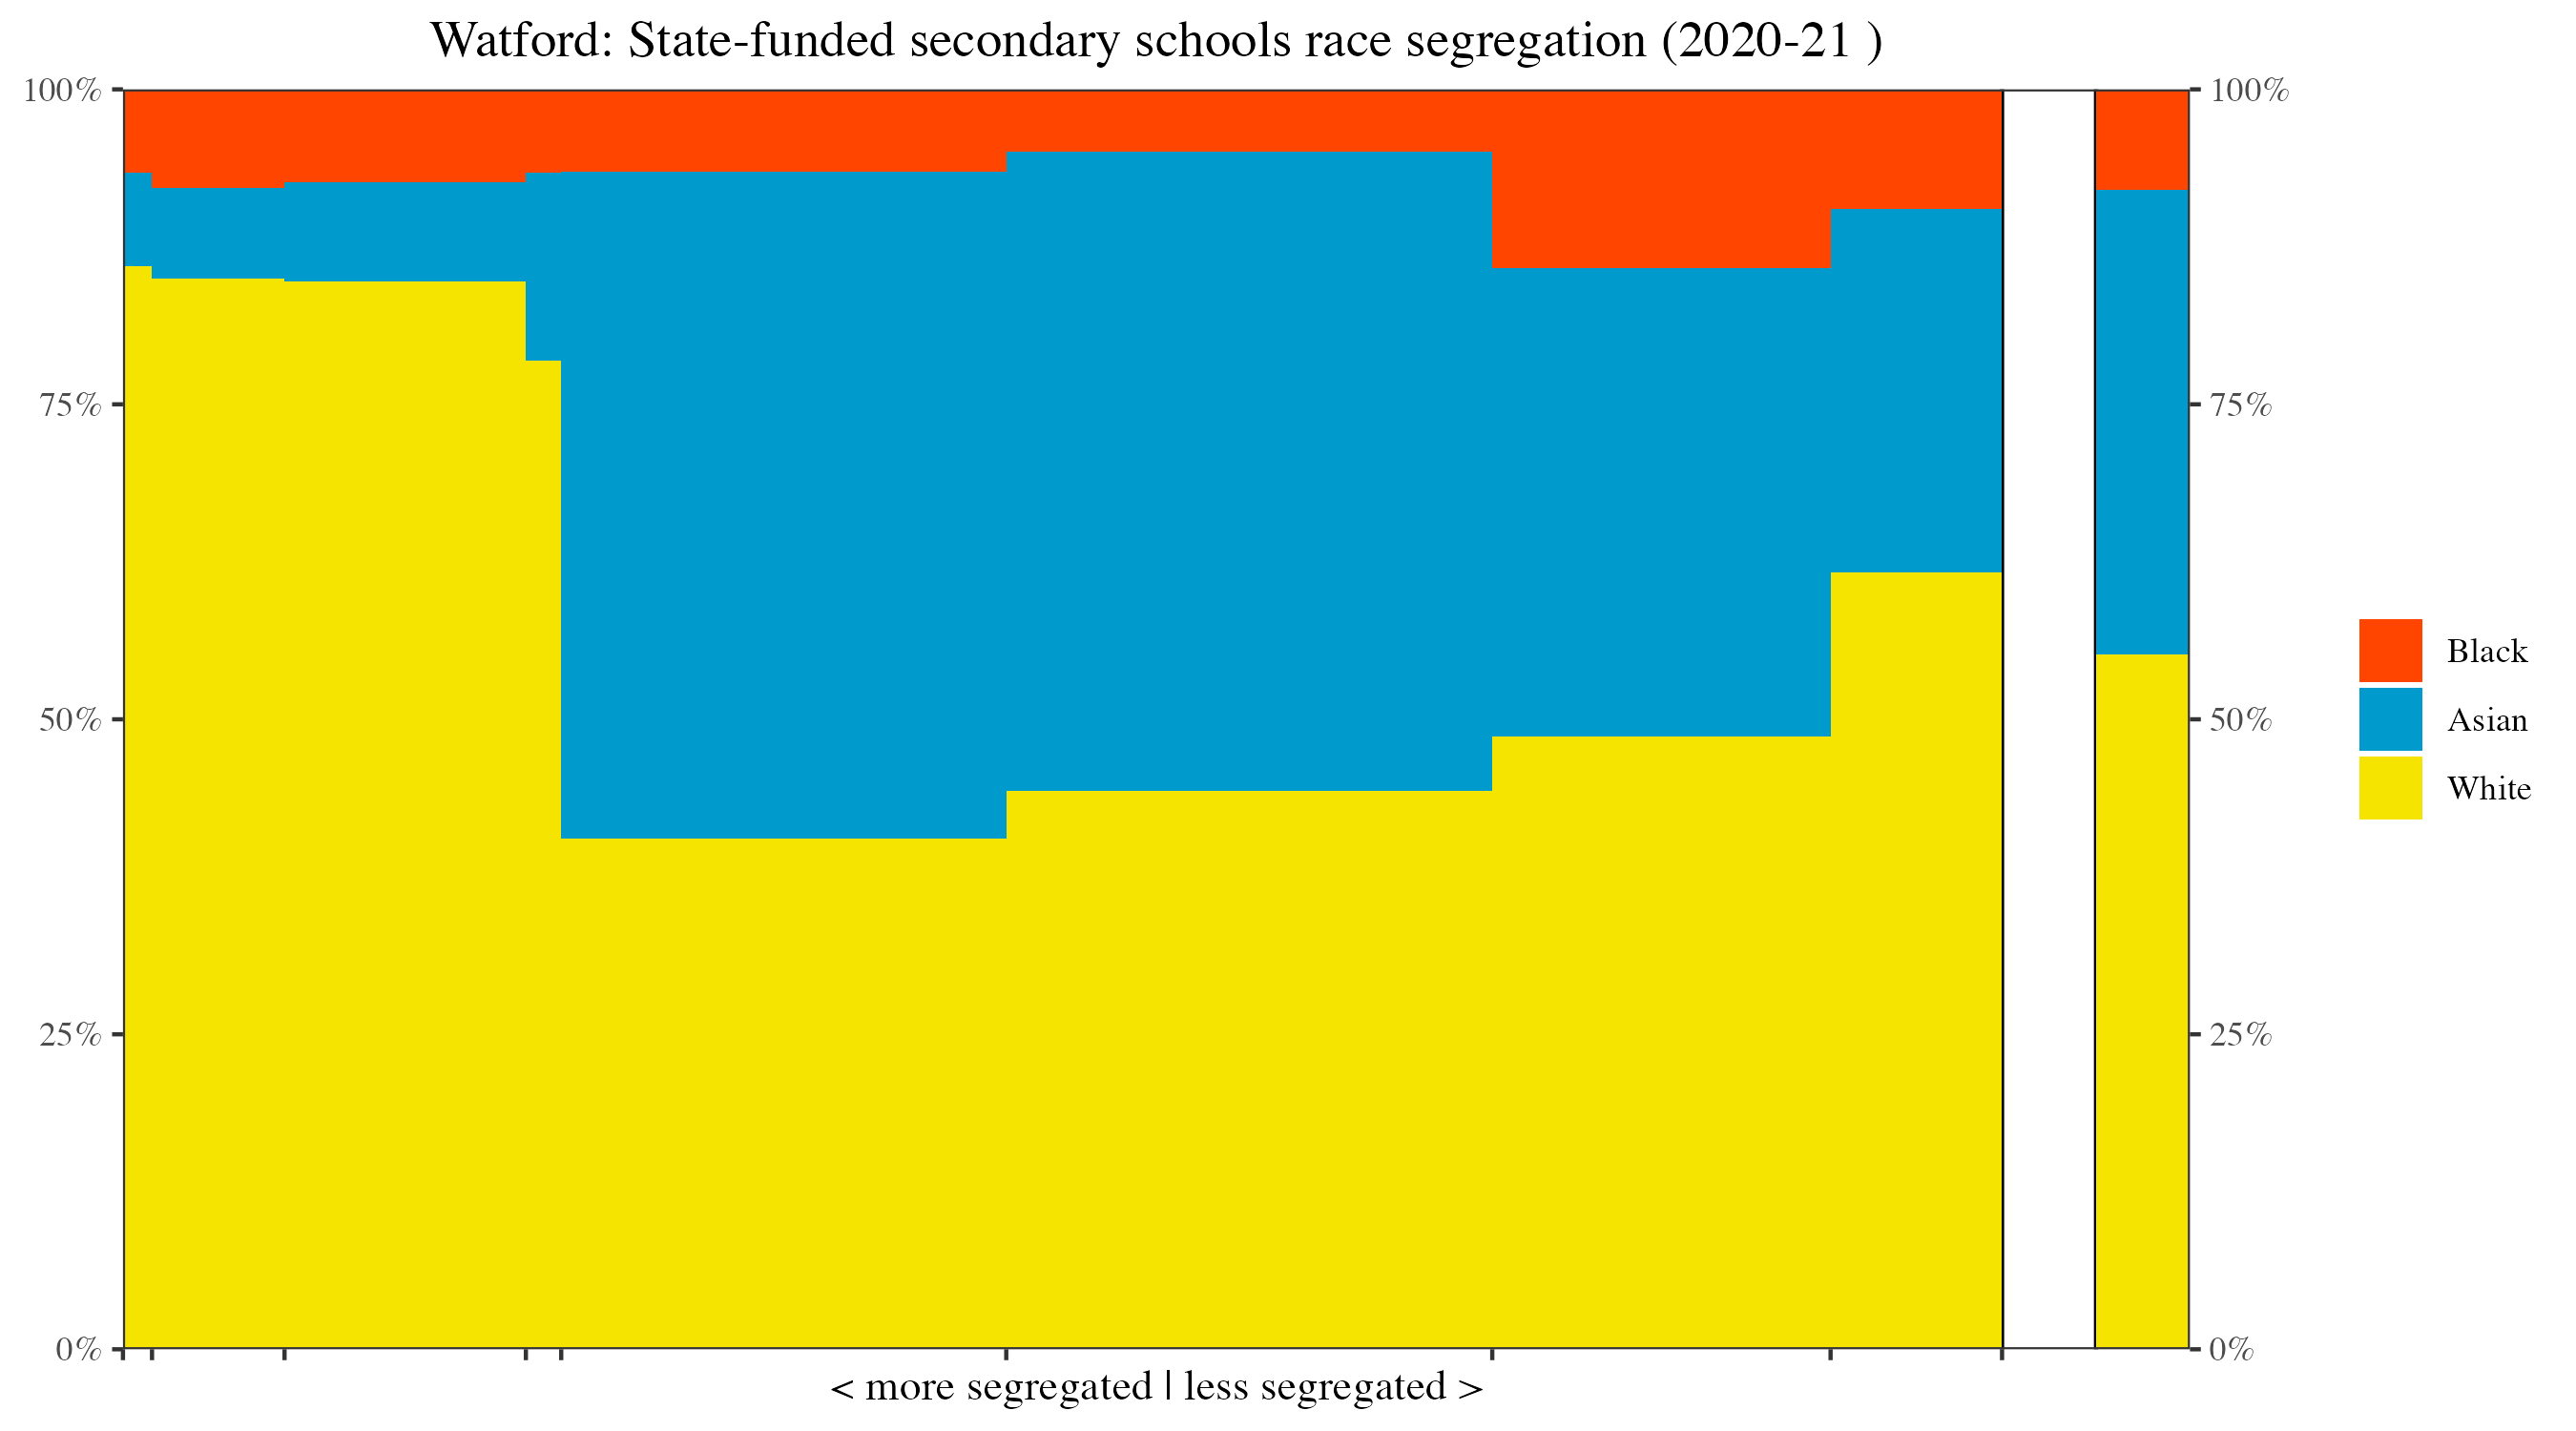 Watford: State-funded secondary schools race segregation (2020-21 )
100%
75%
50%
25%
0%
100%
75%
50%
25%
0%
Black
Asian
White
< more segregated | less segregated >